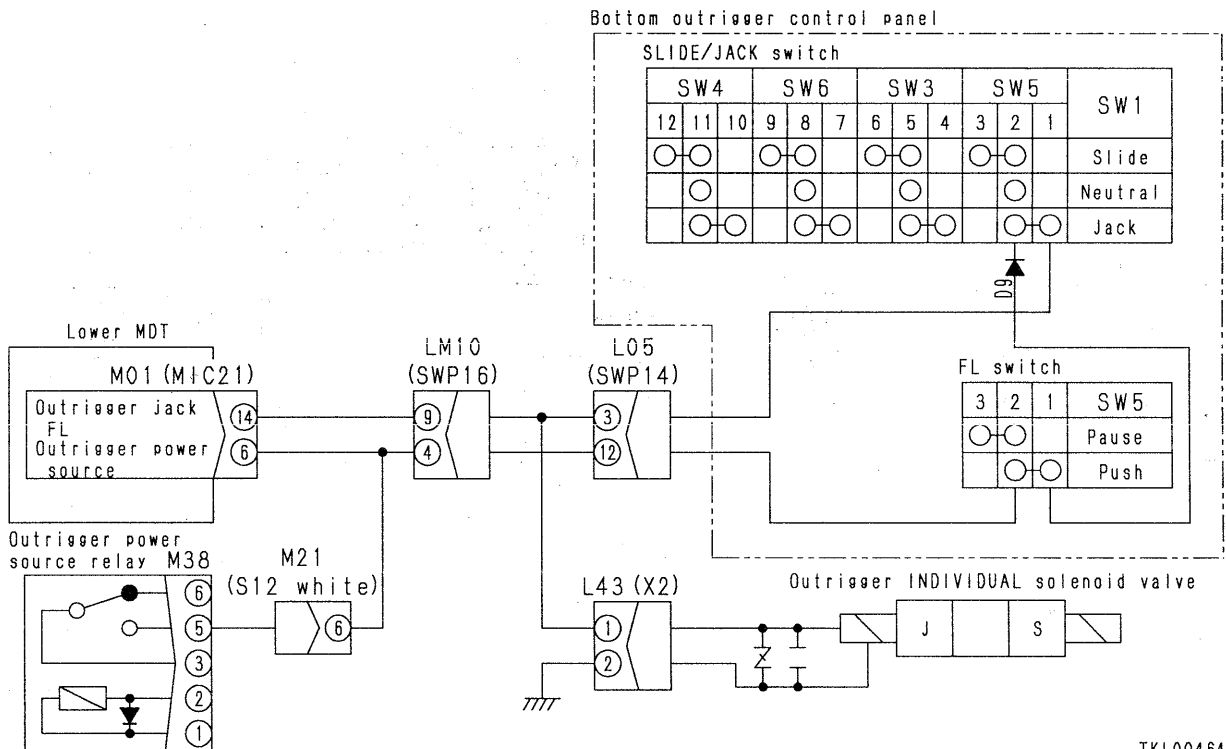 Bottom outrigger control panel
SLIDE/JACK switch
SW4 SW6 SW3 SW5 SW1
12 11 10 9 8 7 6 5 4 3 2 1
Slide
Neutral
Jack
D9
Lower MDT
M01 (MIC21)
LM10
(SWP16)
L05
(SWP14)
FL switch
Outrigger jack
FL
14 9 3
Outrigger power
source
6 4 12
3 2 1 SW5
Pause
Push
Outrigger power
source relay M38
M21
(S12 white)
L43 (X2)
Outrigger INDIVIDUAL solenoid valve
6
5 6 1 J S
3 2
2
1
TKL00464